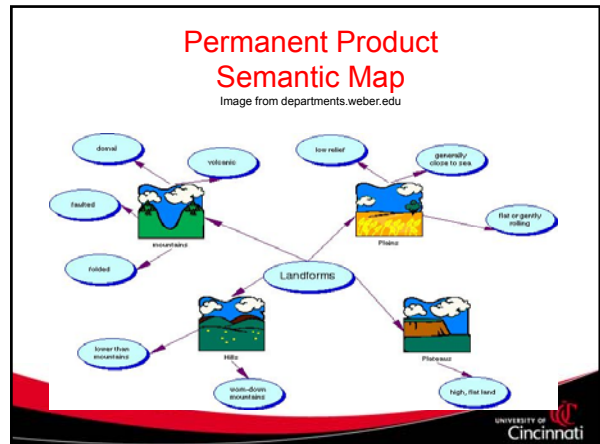 Permanent Product
Semantic Map
Image from departments.weber.edu
domal
volcanic
low relief
generally
close to sea
faulted
flat or gently
rolling
mountains
Plains
folded
Landforms
lower than
mountains
Hills
Plateaus
worn-down
mountains
high, flat land
UNIVERSITY OF
Cincinnati